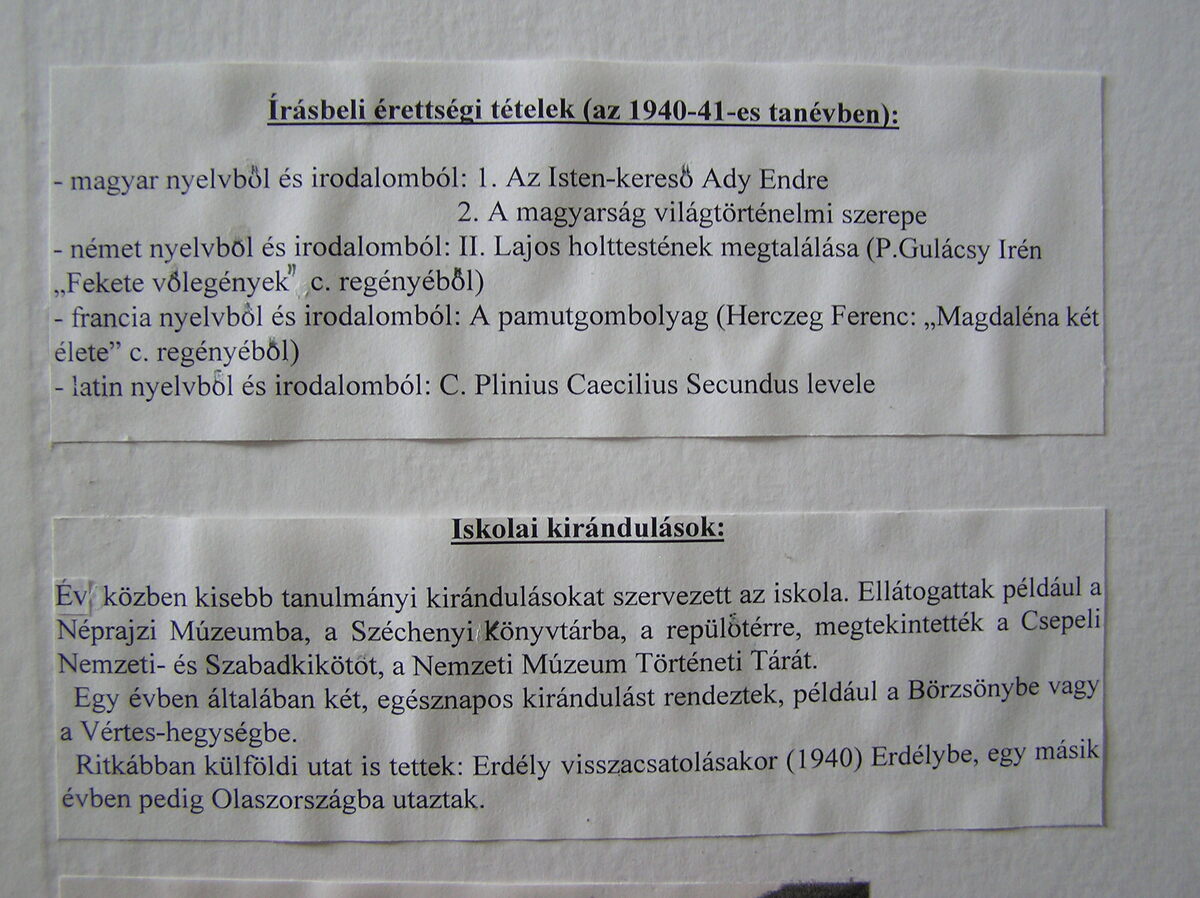 Írásbeli érettségi tételek (az 1940-41-es tanévben):
- magyar nyelvből és irodalomból: 1. Az Isten-kereső Ady Endre
2. A magyarság világtörténelmi szerepe
- német nyelvből és irodalomból: II. Lajos holttestének megtalálása (P.Gulácsy Irén
„Fekete vőlegények” c. regényéből)
- francia nyelvből és irodalomból: A pamutgombolyag (Herczeg Ferenc: „Magdaléna két
élete” c. regényéből)
- latin nyelvből és irodalomból: C. Plinius Caecilius Secundus levele
Iskolai kirándulások:
Év közben kisebb tanulmányi kirándulásokat szervezett az iskola. Ellátogattak például a
Néprajzi Múzeumba, a Széchenyi Könyvtárba, a repülőtérre, megtekintették a Csepeli
Nemzeti- és Szabadkikötőt, a Nemzeti Múzeum Történeti Tárát.
Egy évben általában két, egésznapos kirándulást rendeztek, például a Börzsönybe vagy
a Vértes-hegységbe.
Ritkábban külföldi utat is tettek: Erdély visszacsatolásakor (1940) Erdélybe, egy másik
évben pedig Olaszországba utaztak.